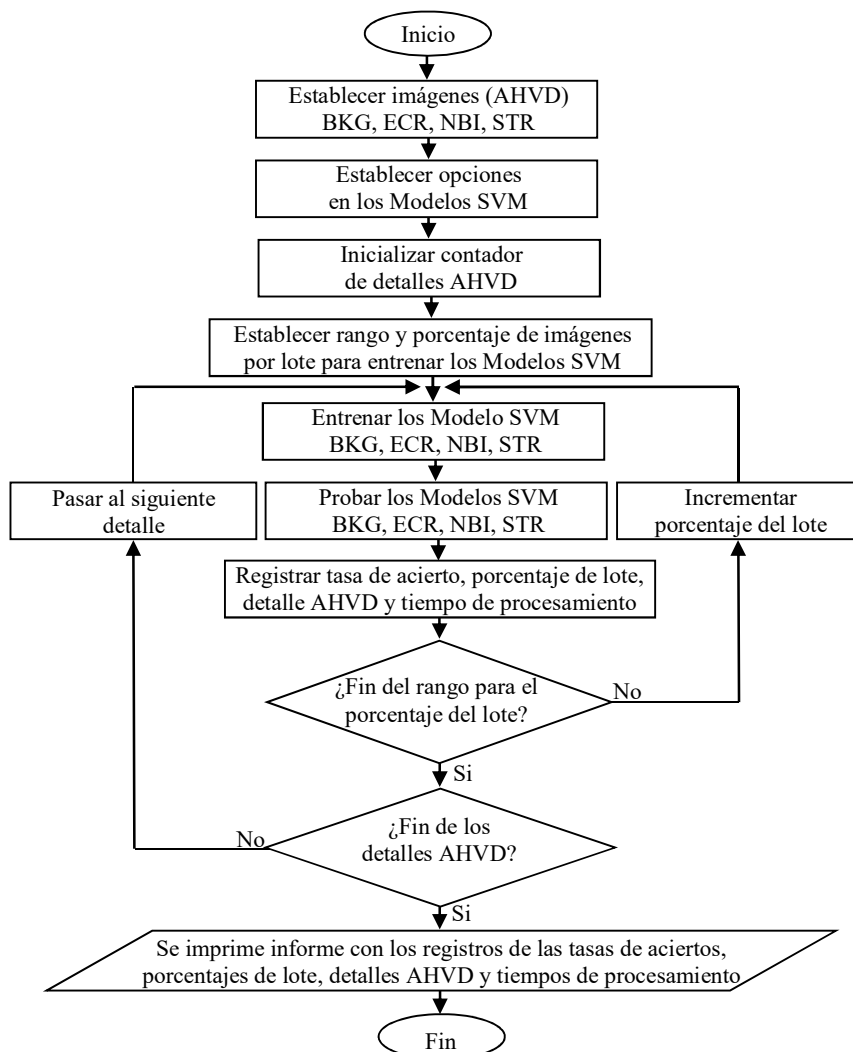 Inicio
Establecer imágenes (AHVD)
BKG, ECR, NBI, STR
Establecer opciones
en los Modelos SVM
Inicializar contador
de detalles AHVD
Establecer rango y porcentaje de imágenes
por lote para entrenar los Modelos SVM
Entrenar los Modelo SVM
BKG, ECR, NBI, STR
Pasar al siguiente
detalle
Probar los Modelos SVM
BKG, ECR, NBI, STR
Incrementar
porcentaje del lote
Registrar tasa de acierto, porcentaje de lote,
detalle AHVD y tiempo de procesamiento
¿Fin del rango para el
porcentaje del lote?
No
Si
¿Fin de los
detalles AHVD?
No
Si
Se imprime informe con los registros de las tasas de aciertos,
porcentajes de lote, detalles AHVD y tiempos de procesamiento
Fin